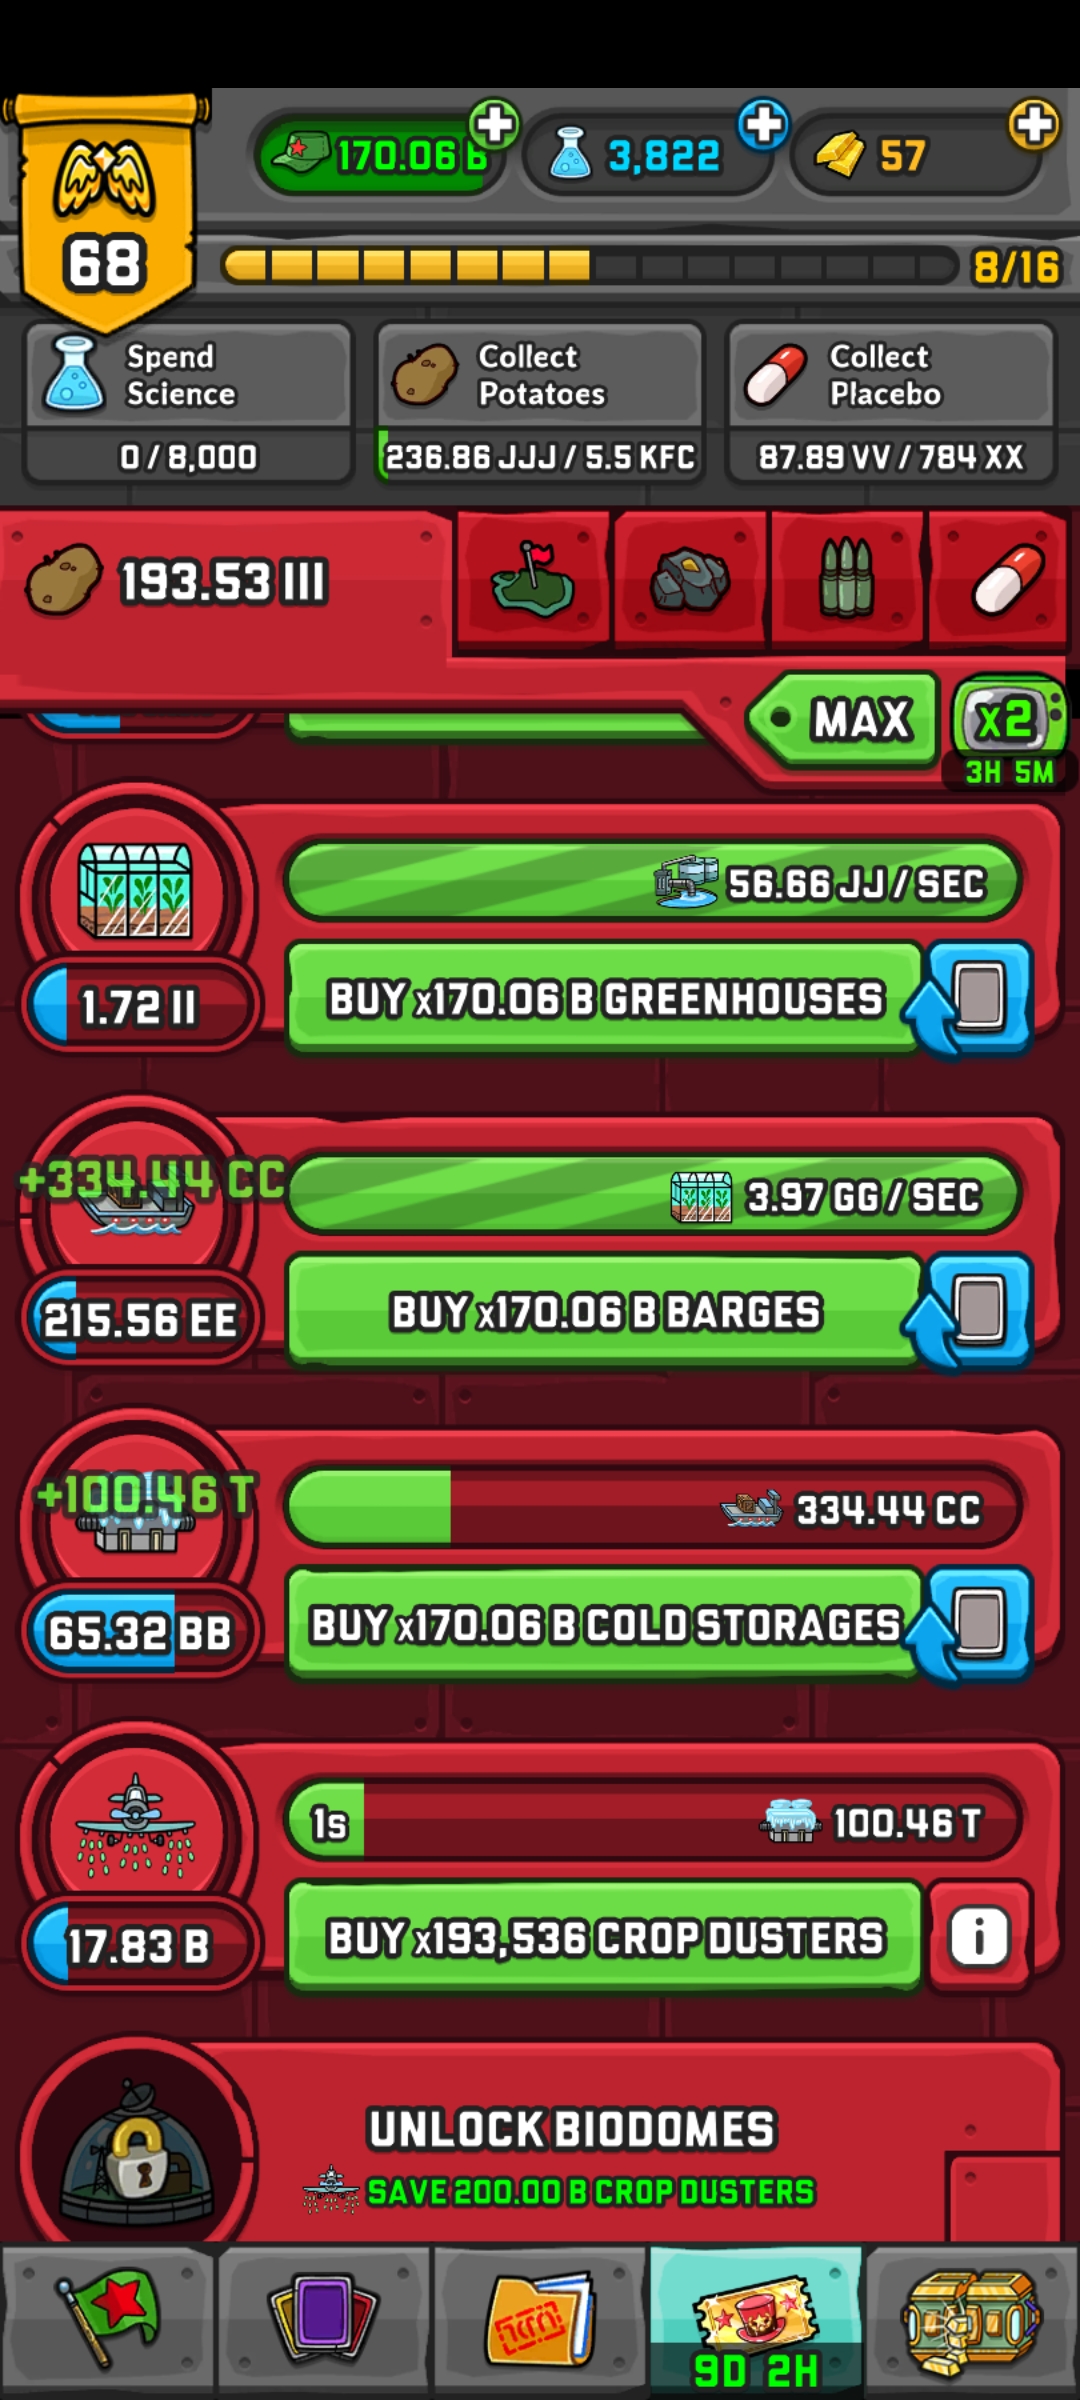 170.06 B
3,822
57
68
8/16
Spend
Science
0 / 8,000
Collect
Potatoes
236.86 JJJ / 5.5 KFC
Collect
Placebo
87.89 VV / 784 XX
193.53 III
MAX
x2
3H 5M
56.66 JJ / SEC
1.72 II
BUY x170.06 B GREENHOUSES
+334.44 CC
3.97 GG / SEC
215.56 EE
BUY x170.06 B BARGES
+100.46 T
334.44 CC
65.32 BB
BUY x170.06 B COLD STORAGES
1s
100.46 T
17.83 B
BUY x193,536 CROP DUSTERS
i
UNLOCK BIODOMES
SAVE 200.00 B CROP DUSTERS
9D 2H